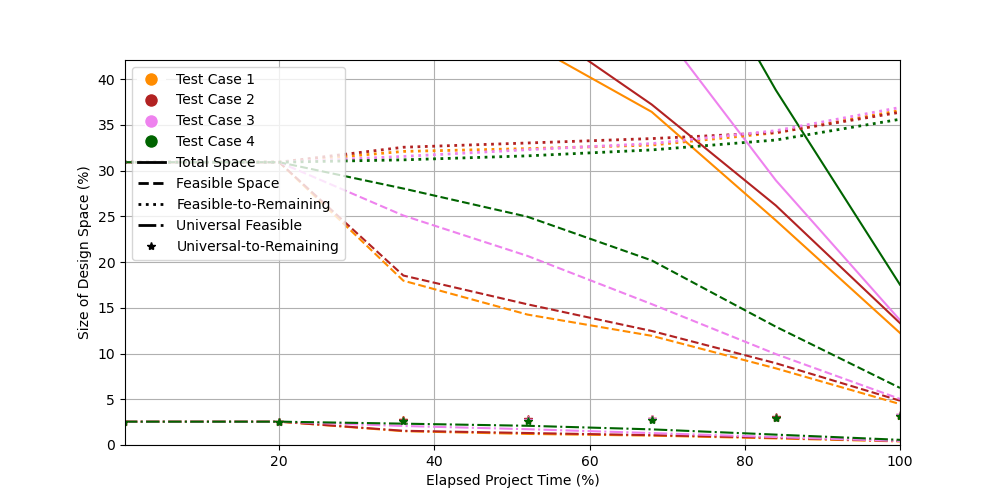 40
35
30
25
20
15
10
5
0
Size of Design Space (%)
Test Case 1
Test Case 2
Test Case 3
Test Case 4
Total Space
Feasible Space
Feasible-to-Remaining
Universal Feasible
Universal-to-Remaining
20 40 60 80 100
Elapsed Project Time (%)